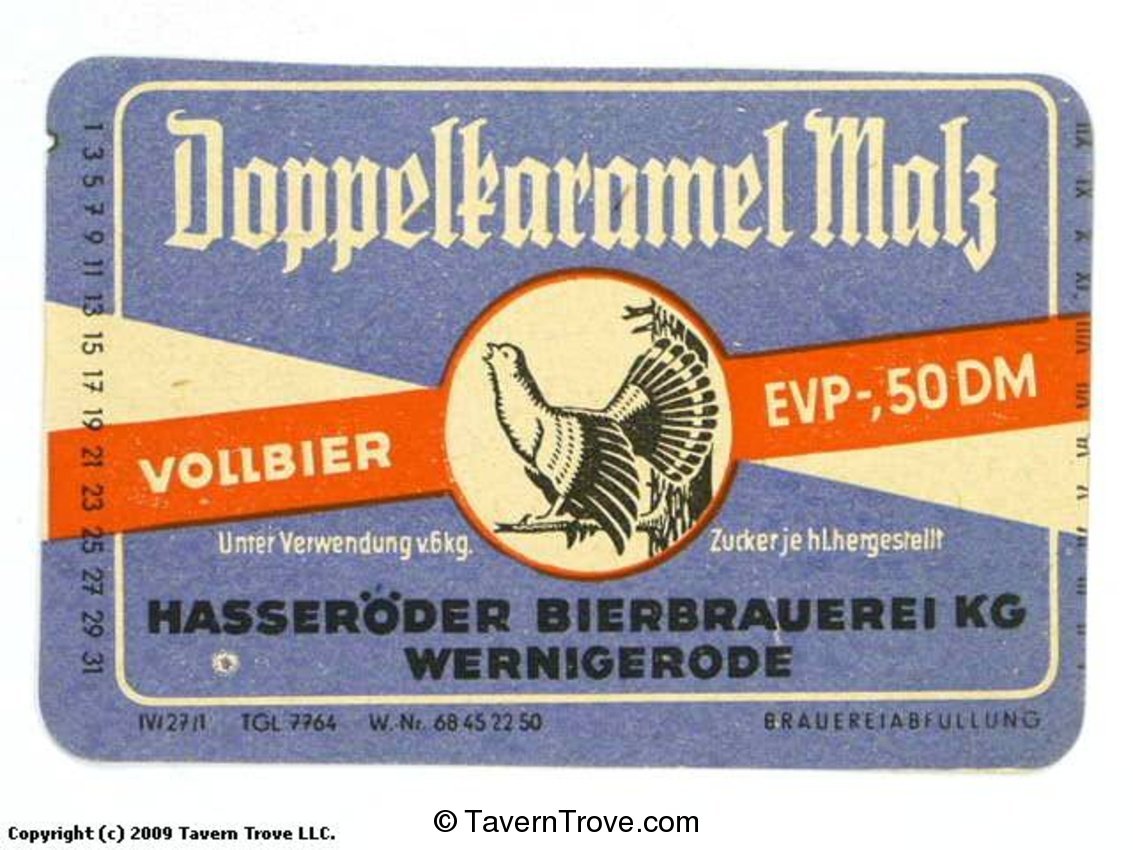 Doppelkaramel Malz
EVP-,50 DM
VOLLBIER
Unter Verwendung v.6kg. Zucker je hl.hergestellt
HASSERÖDER BIERBRAUEREI KG
WERNIGERODE
IV/27/1 TGL 7764 W.-Nr. 68 45 22 50 BRAUEREIABFÜLLUNG
1 3 5 7 9 11 13 15 17 19 21 23 25 27 29 31
© TavernTrove.com
Copyright (c) 2009 Tavern Trove LLC.